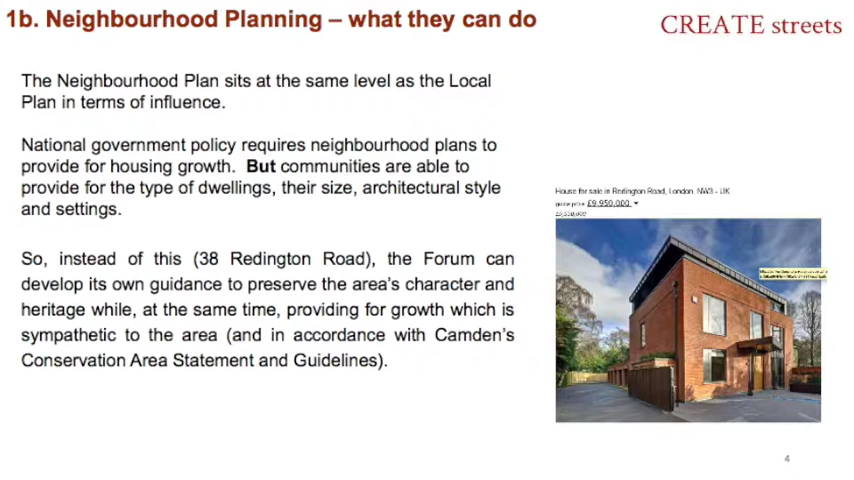 1b. Neighbourhood Planning – what they can do
CREATE streets
The Neighbourhood Plan sits at the same level as the Local
Plan in terms of influence.
National government policy requires neighbourhood plans to
provide for housing growth. But communities are able to
provide for the type of dwellings, their size, architectural style
and settings.
So, instead of this (38 Redington Road), the Forum can
develop its own guidance to preserve the area's character and
heritage while, at the same time, providing for growth which is
sympathetic to the area (and in accordance with Camden's
Conservation Area Statement and Guidelines).
House for sale in Redington Road, London, NW3 - UK
guide price £9,950,000
4